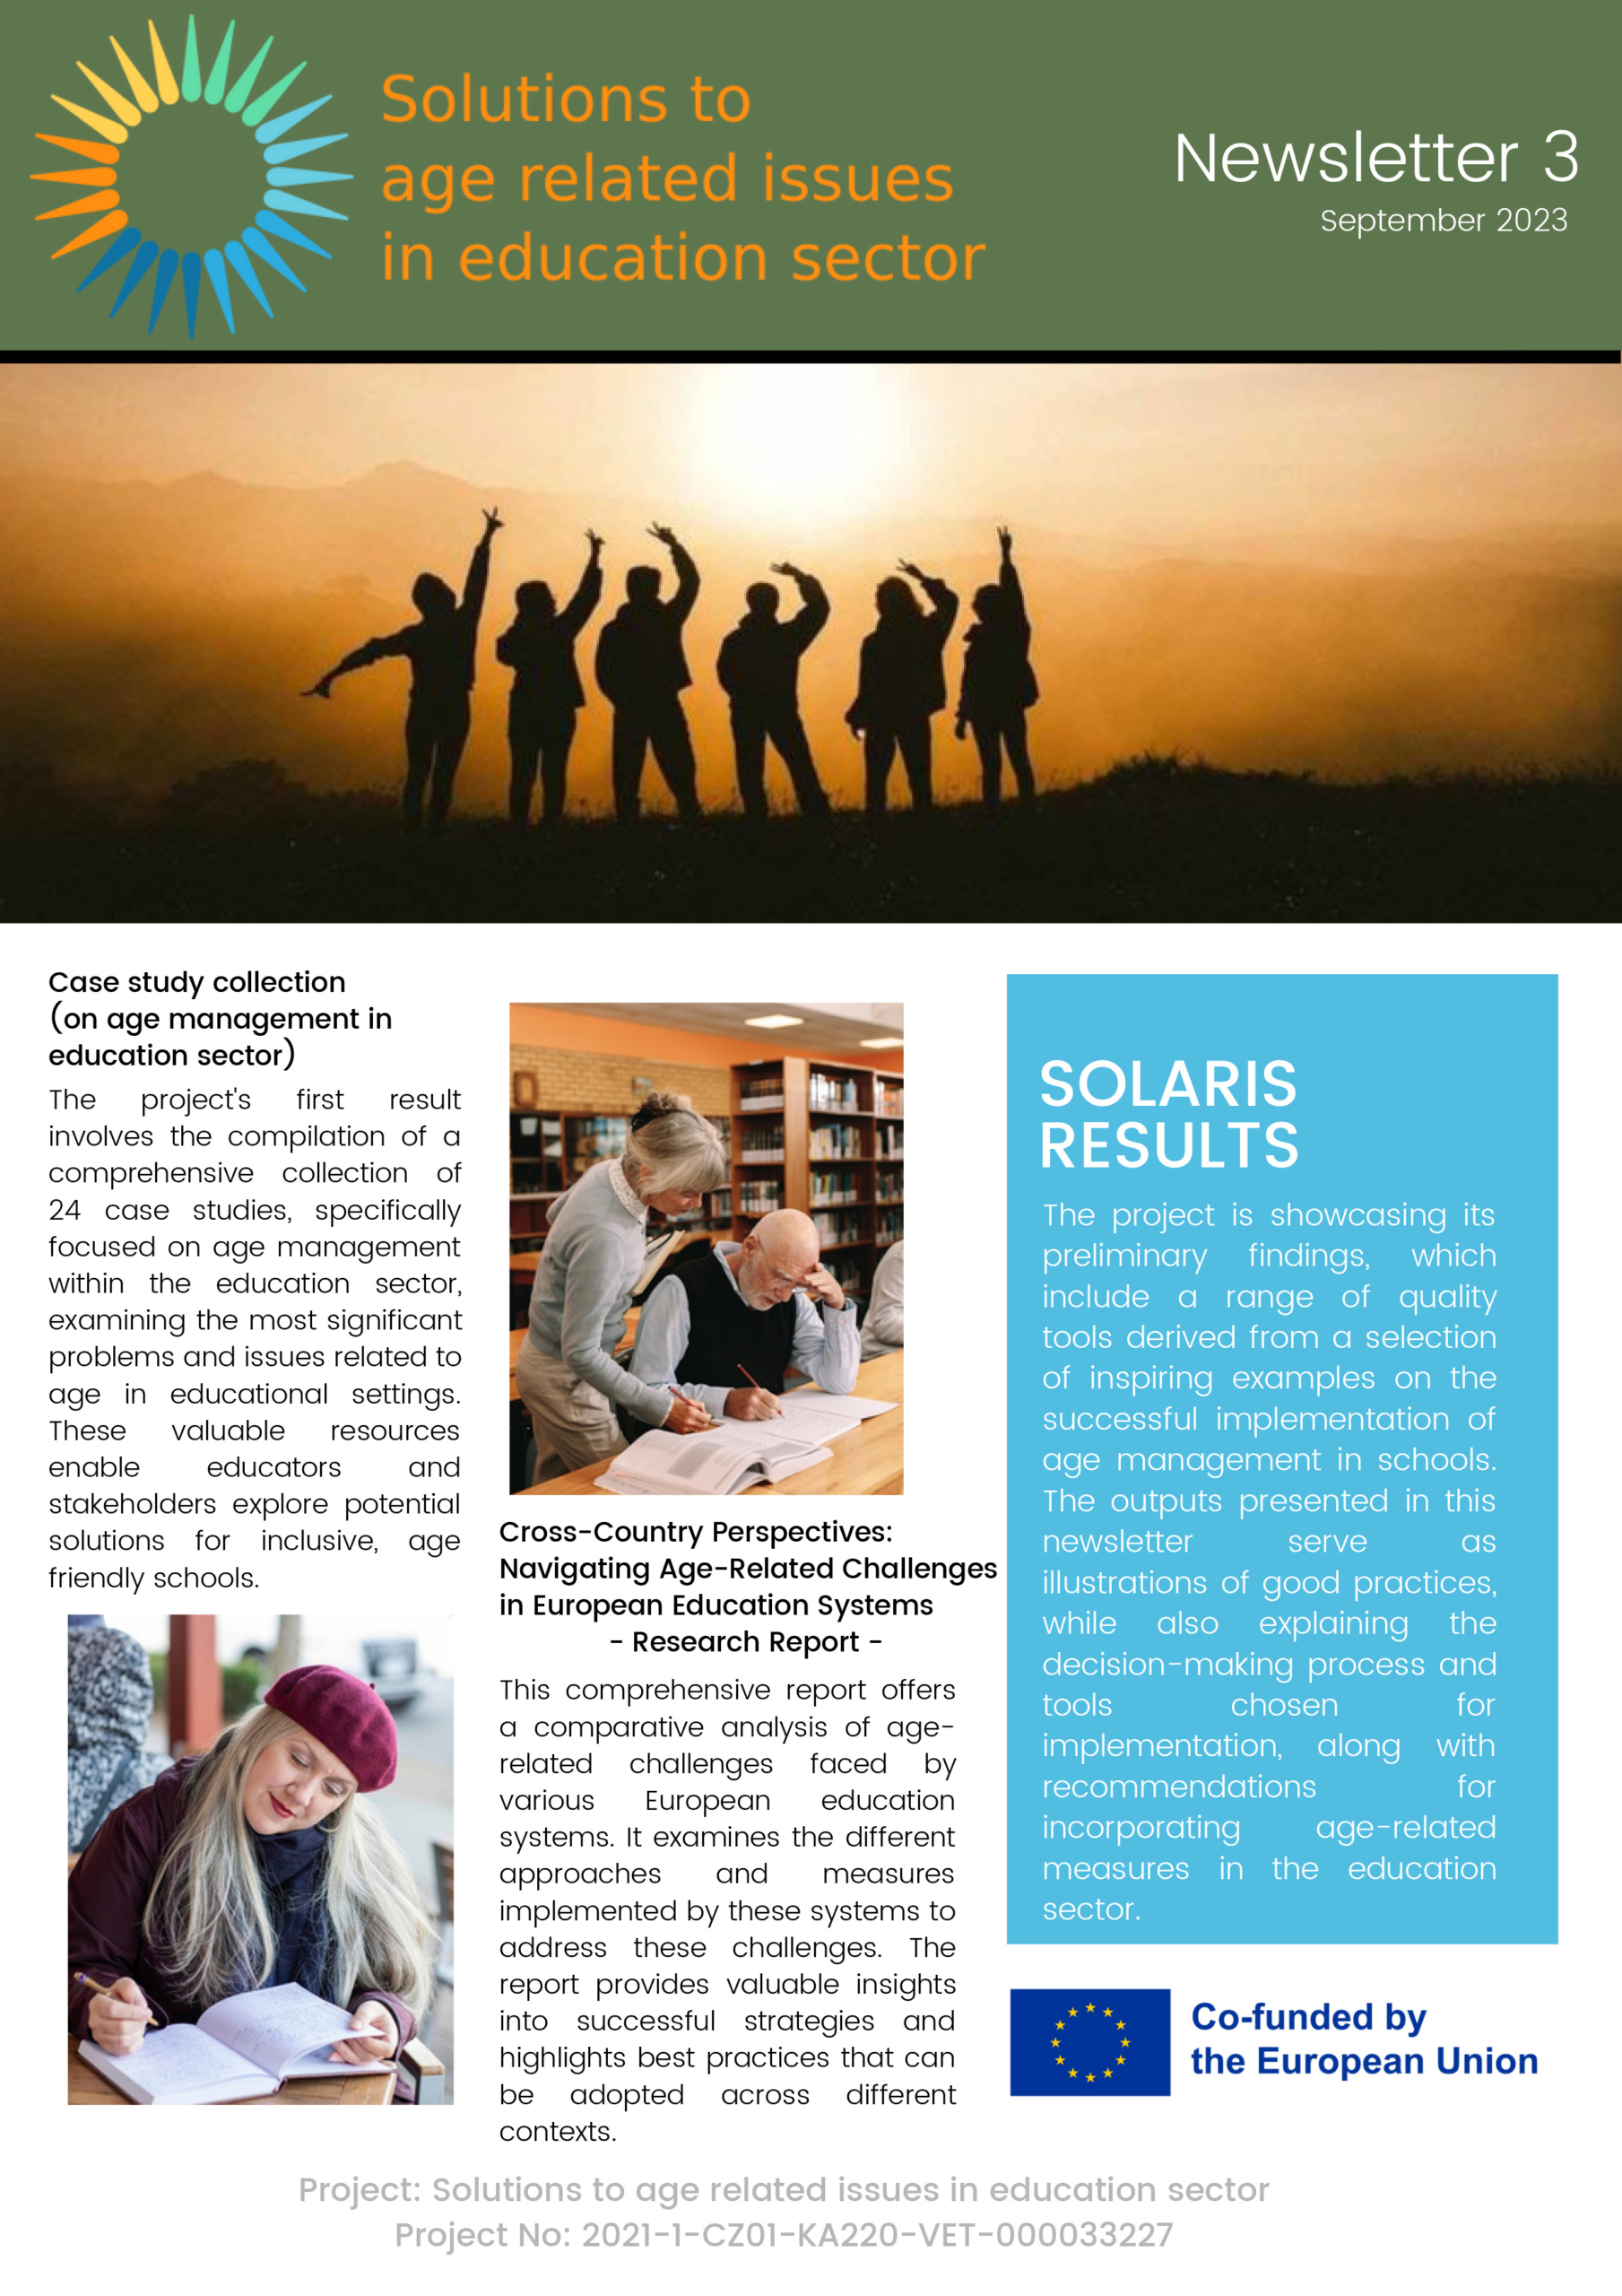 Solutions to
age related issues
in education sector
Newsletter 3
September 2023
Case study collection
(on age management in
education sector)
The project's first result
involves the compilation of a
comprehensive collection of
24 case studies, specifically
focused on age management
within the education sector,
examining the most significant
problems and issues related to
age in educational settings.
These valuable resources
enable educators and
stakeholders explore potential
solutions for inclusive, age
friendly schools.
Cross-Country Perspectives:
Navigating Age-Related Challenges
in European Education Systems
- Research Report -
This comprehensive report offers
a comparative analysis of age-
related challenges faced by
various European education
systems. It examines the different
approaches and measures
implemented by these systems to
address these challenges. The
report provides valuable insights
into successful strategies and
highlights best practices that can
be adopted across different
contexts.
SOLARIS
RESULTS
The project is showcasing its
preliminary findings, which
include a range of quality
tools derived from a selection
of inspiring examples on the
successful implementation of
age management in schools.
The outputs presented in this
newsletter serve as
illustrations of good practices,
while also explaining the
decision-making process and
tools chosen for
implementation, along with
recommendations for
incorporating age-related
measures in the education
sector.
Co-funded by
the European Union
Project: Solutions to age related issues in education sector
Project No: 2021-1-CZ01-KA220-VET-000033227